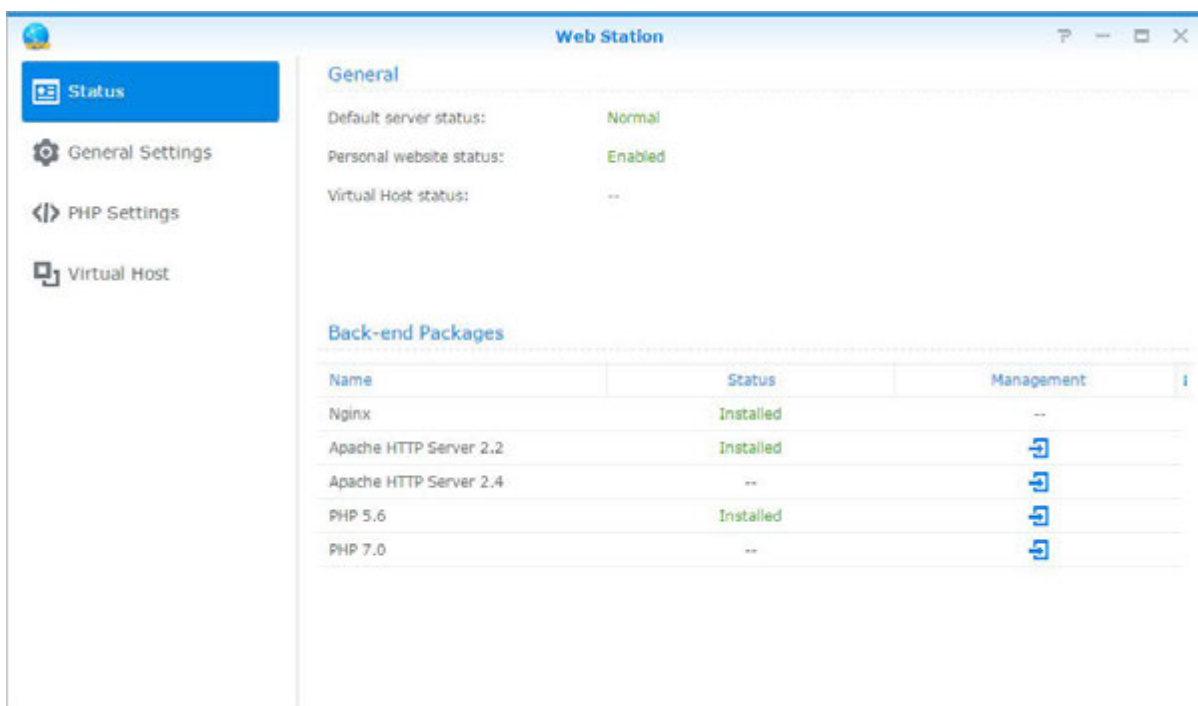 Web Station
Status
General Settings
PHP Settings
Virtual Host
General
Default server status: Normal
Personal website status: Enabled
Virtual Host status: --
Back-end Packages
Name Status Management
Nginx Installed --
Apache HTTP Server 2.2 Installed
Apache HTTP Server 2.4 --
PHP 5.6 Installed
PHP 7.0 --